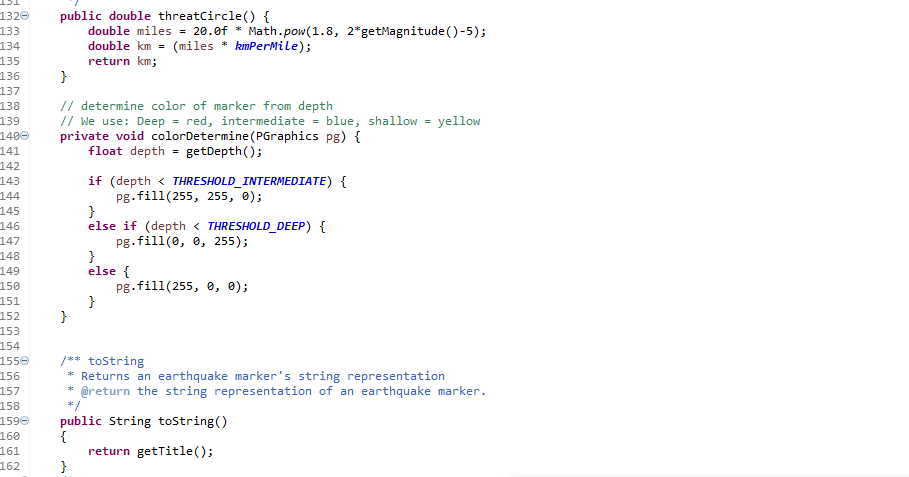 131 */
132 public double threatCircle() {
133 double miles = 20.0f * Math.pow(1.8, 2*getMagnitude()-5);
134 double km = (miles * kmPerMile);
135 return km;
136 }
137
138 // determine color of marker from depth
139 // We use: Deep = red, intermediate = blue, shallow = yellow
140 private void colorDetermine(PGraphics pg) {
141 float depth = getDepth();
142
143 if (depth < THRESHOLD_INTERMEDIATE) {
144 pg.fill(255, 255, 0);
145 }
146 else if (depth < THRESHOLD_DEEP) {
147 pg.fill(0, 0, 255);
148 }
149 else {
150 pg.fill(255, 0, 0);
151 }
152 }
153
154
155 /** toString
156 * Returns an earthquake marker's string representation
157 * @return the string representation of an earthquake marker.
158 */
159 public String toString()
160 {
161 return getTitle();
162 }